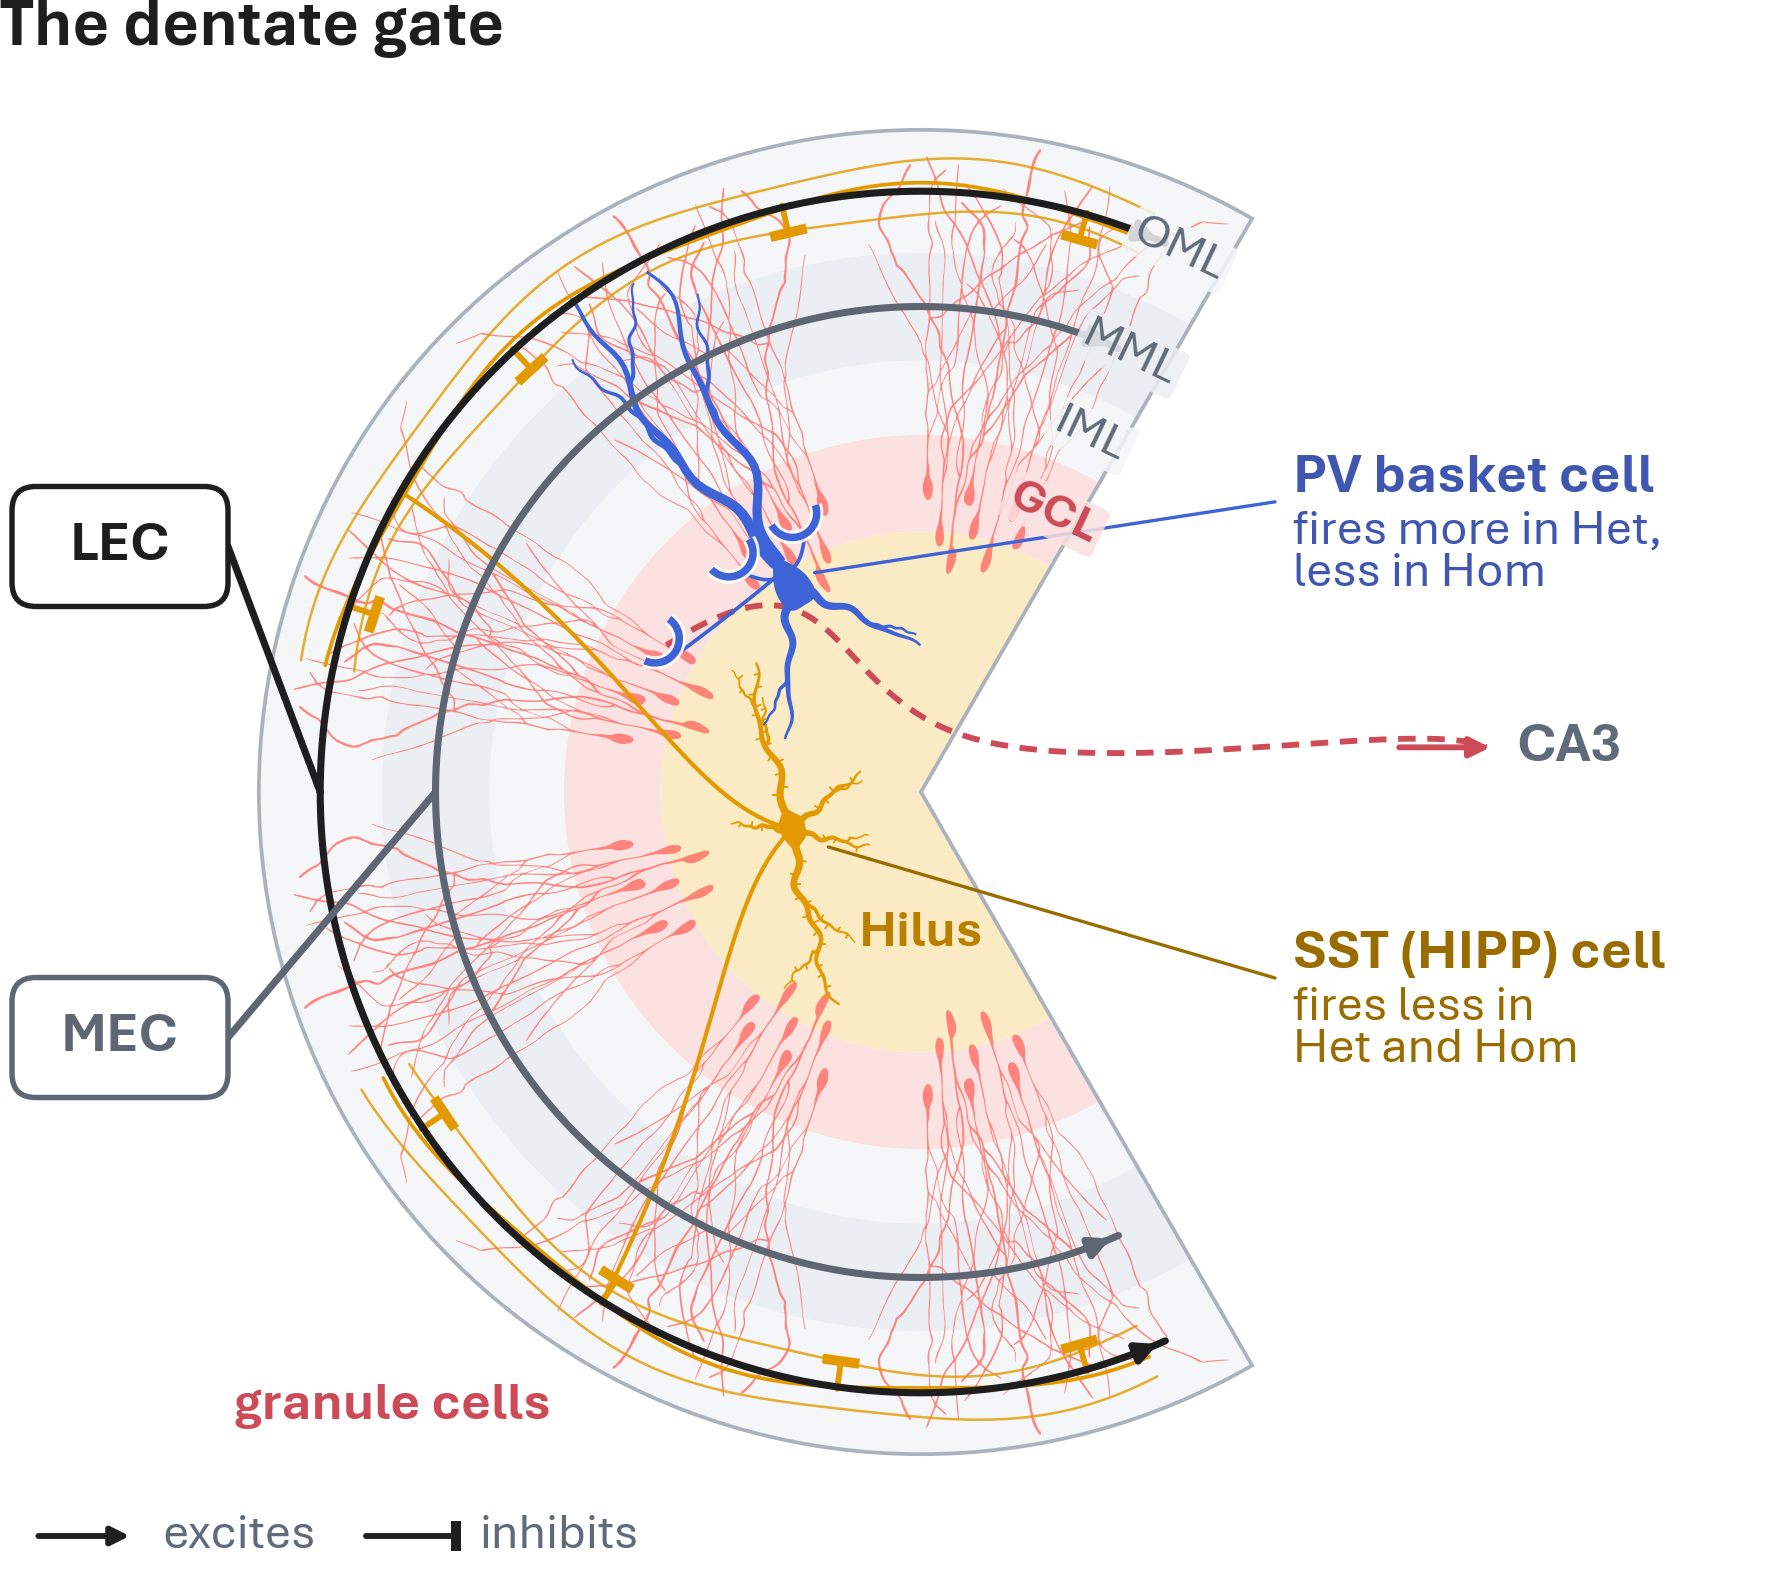 The dentate gate
OML
MML
IML
GCL
PV basket cell
fires more in Het,
less in Hom
LEC
CA3
MEC
Hilus
SST (HIPP) cell
fires less in
Het and Hom
granule cells
excites
inhibits